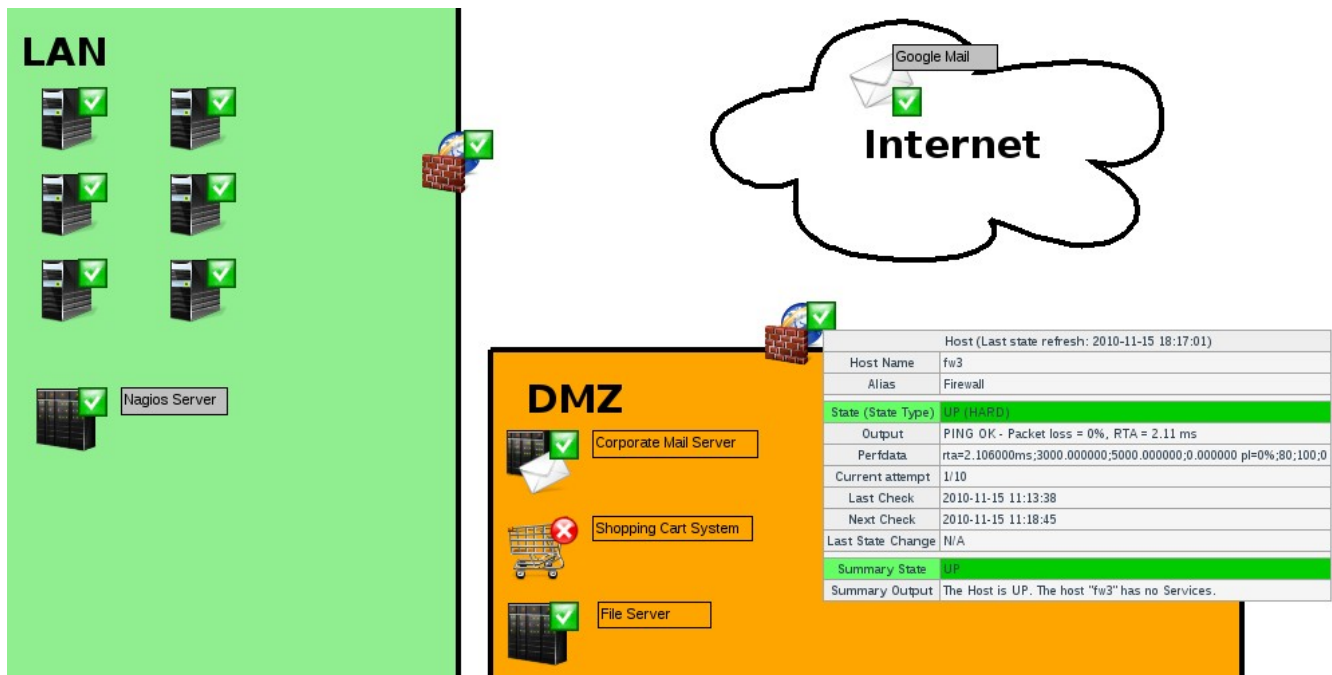 LAN
Google Mail
Internet
Nagios Server
DMZ
Corporate Mail Server
Shopping Cart System
File Server
Host (Last state refresh: 2010-11-15 18:17:01)
Host Name fw3
Alias Firewall
State (State Type) UP (HARD)
Output PING OK - Packet loss = 0%, RTA = 2.11 ms
Perfdata rta=2.106000ms;3000.000000;5000.000000;0.000000 pl=0%;80;100;0
Current attempt 1/10
Last Check 2010-11-15 11:13:38
Next Check 2010-11-15 11:18:45
Last State Change N/A
Summary State UP
Summary Output The Host is UP. The host "fw3" has no Services.